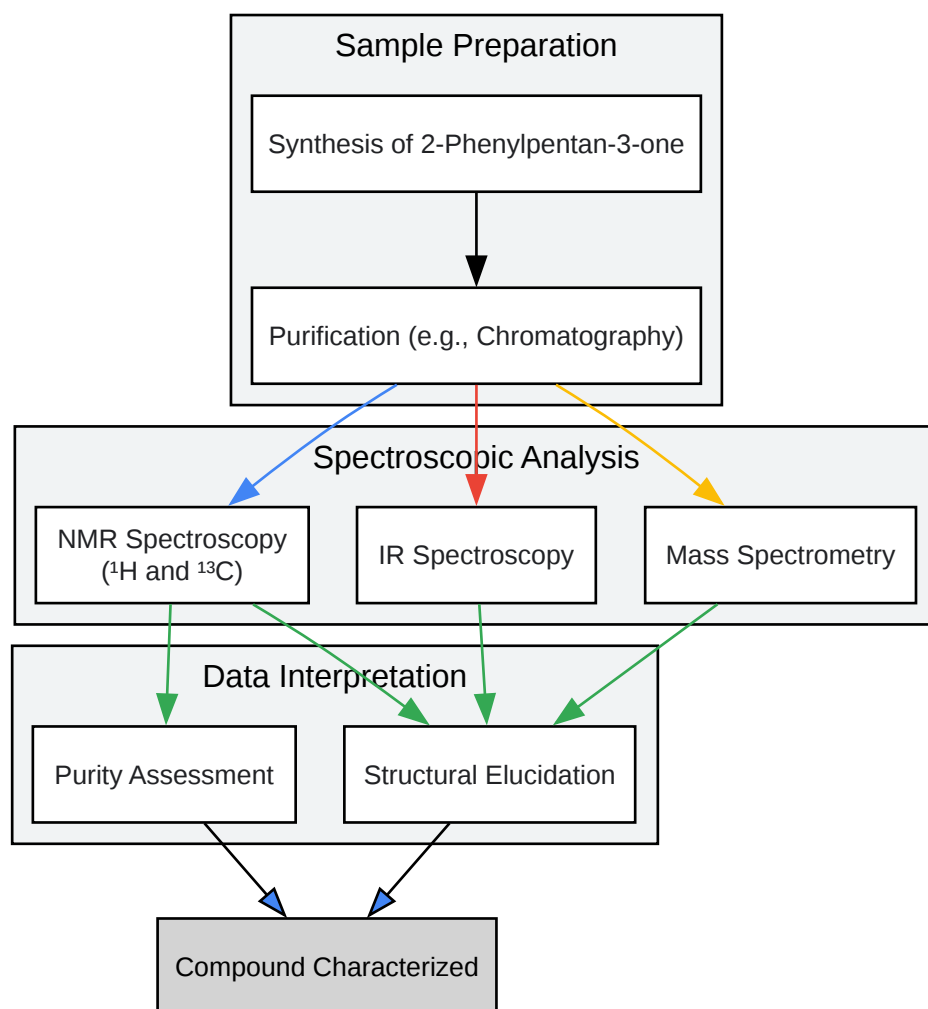 Sample Preparation
Synthesis of 2-Phenylpentan-3-one
Purification (e.g., Chromatography)
Spectroscopic Analysis
NMR Spectroscopy
(¹H and ¹³C)
IR Spectroscopy
Mass Spectrometry
Data Interpretation
Purity Assessment
Structural Elucidation
Compound Characterized